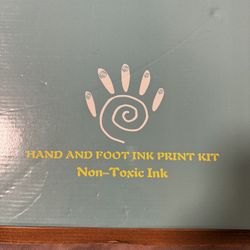 HAND AND FOOT INK PRINT KIT
Non-Toxic Ink